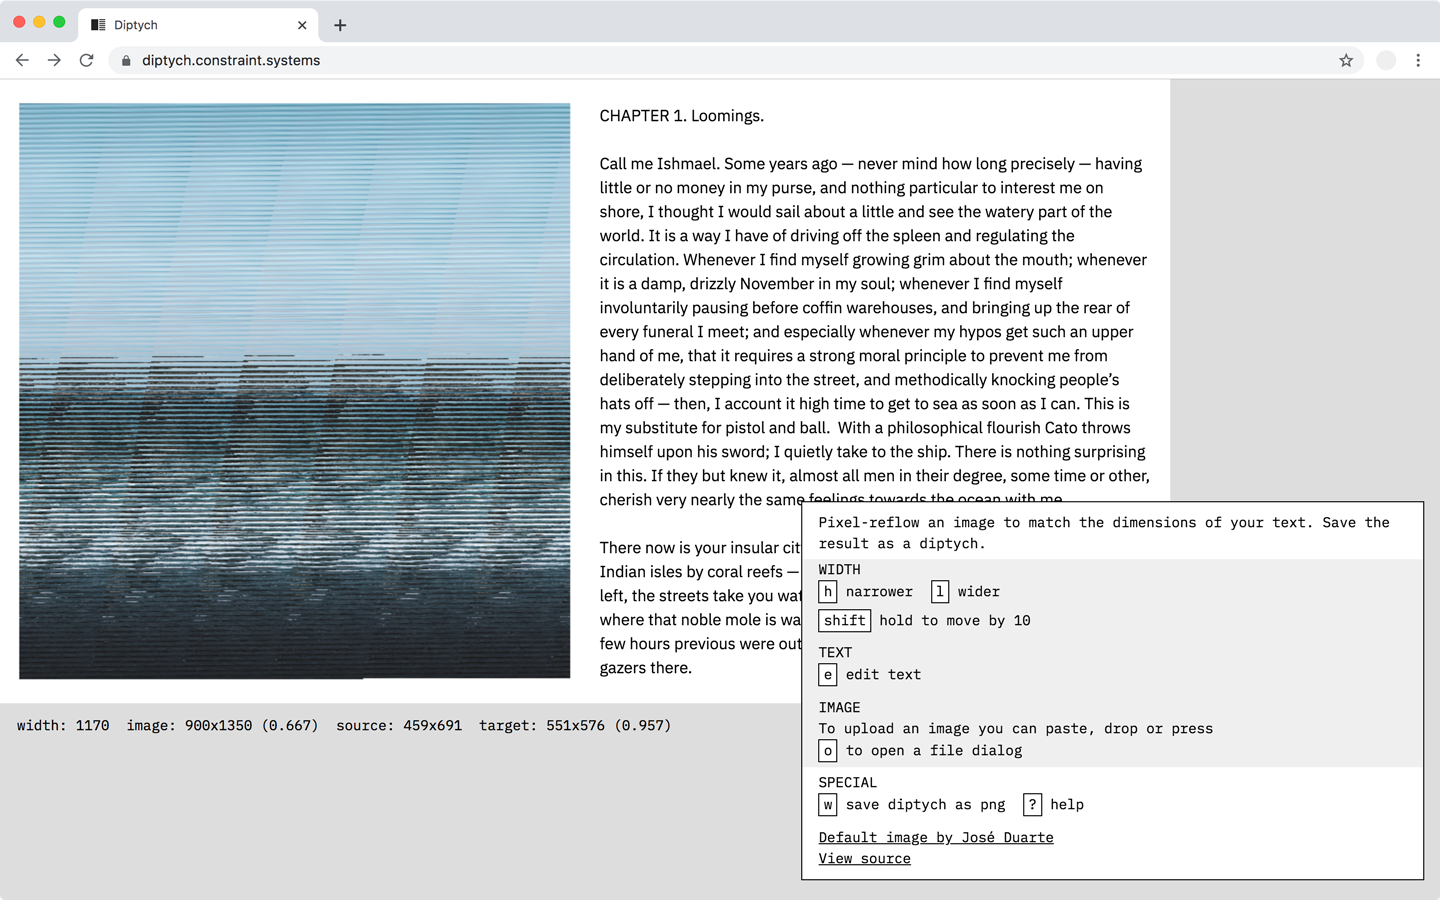 Diptych
diptych.constraint.systems
CHAPTER 1. Loomings.
Call me Ishmael. Some years ago — never mind how long precisely — having
little or no money in my purse, and nothing particular to interest me on
shore, I thought I would sail about a little and see the watery part of the
world. It is a way I have of driving off the spleen and regulating the
circulation. Whenever I find myself growing grim about the mouth; whenever
it is a damp, drizzly November in my soul; whenever I find myself
involuntarily pausing before coffin warehouses, and bringing up the rear of
every funeral I meet; and especially whenever my hypos get such an upper
hand of me, that it requires a strong moral principle to prevent me from
deliberately stepping into the street, and methodically knocking people’s
hats off — then, I account it high time to get to sea as soon as I can. This is
my substitute for pistol and ball.  With a philosophical flourish Cato throws
himself upon his sword; I quietly take to the ship. There is nothing surprising
in this. If they but knew it, almost all men in their degree, some time or other,
cherish very nearly the same feelings towards the ocean with me.
There now is your insular cit
Indian isles by coral reefs —
left, the streets take you wat
where that noble mole is wa
few hours previous were out
gazers there.
width: 1170  image: 900x1350 (0.667)  source: 459x691  target: 551x576 (0.957)
Pixel-reflow an image to match the dimensions of your text. Save the
result as a diptych.
WIDTH
h narrower  l wider
shift hold to move by 10
TEXT
e edit text
IMAGE
To upload an image you can paste, drop or press
o to open a file dialog
SPECIAL
w save diptych as png  ? help
Default image by José Duarte
View source